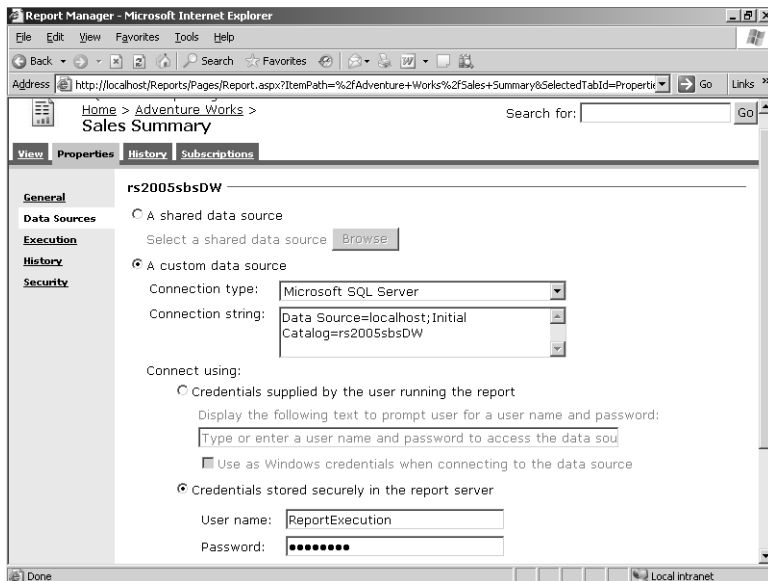 Report Manager - Microsoft Internet Explorer
File Edit View Favorites Tools Help
Back Search Favorites
Address http://localhost/Reports/Pages/Report.aspx?ItemPath=%2fAdventure+Works%2fSales+Summary&SelectedTabId=Propertie Go Links »
Home > Adventure Works >
Sales Summary
Search for: Go
View Properties History Subscriptions
General
Data Sources
Execution
History
Security
rs2005sbsDW
A shared data source
Select a shared data source Browse
A custom data source
Connection type: Microsoft SQL Server
Connection string: Data Source=localhost;Initial
Catalog=rs2005sbsDW
Connect using:
Credentials supplied by the user running the report
Display the following text to prompt user for a user name and password:
Type or enter a user name and password to access the data sou
Use as Windows credentials when connecting to the data source
Credentials stored securely in the report server
User name: ReportExecution
Password: ●●●●●●●●
Done Local intranet